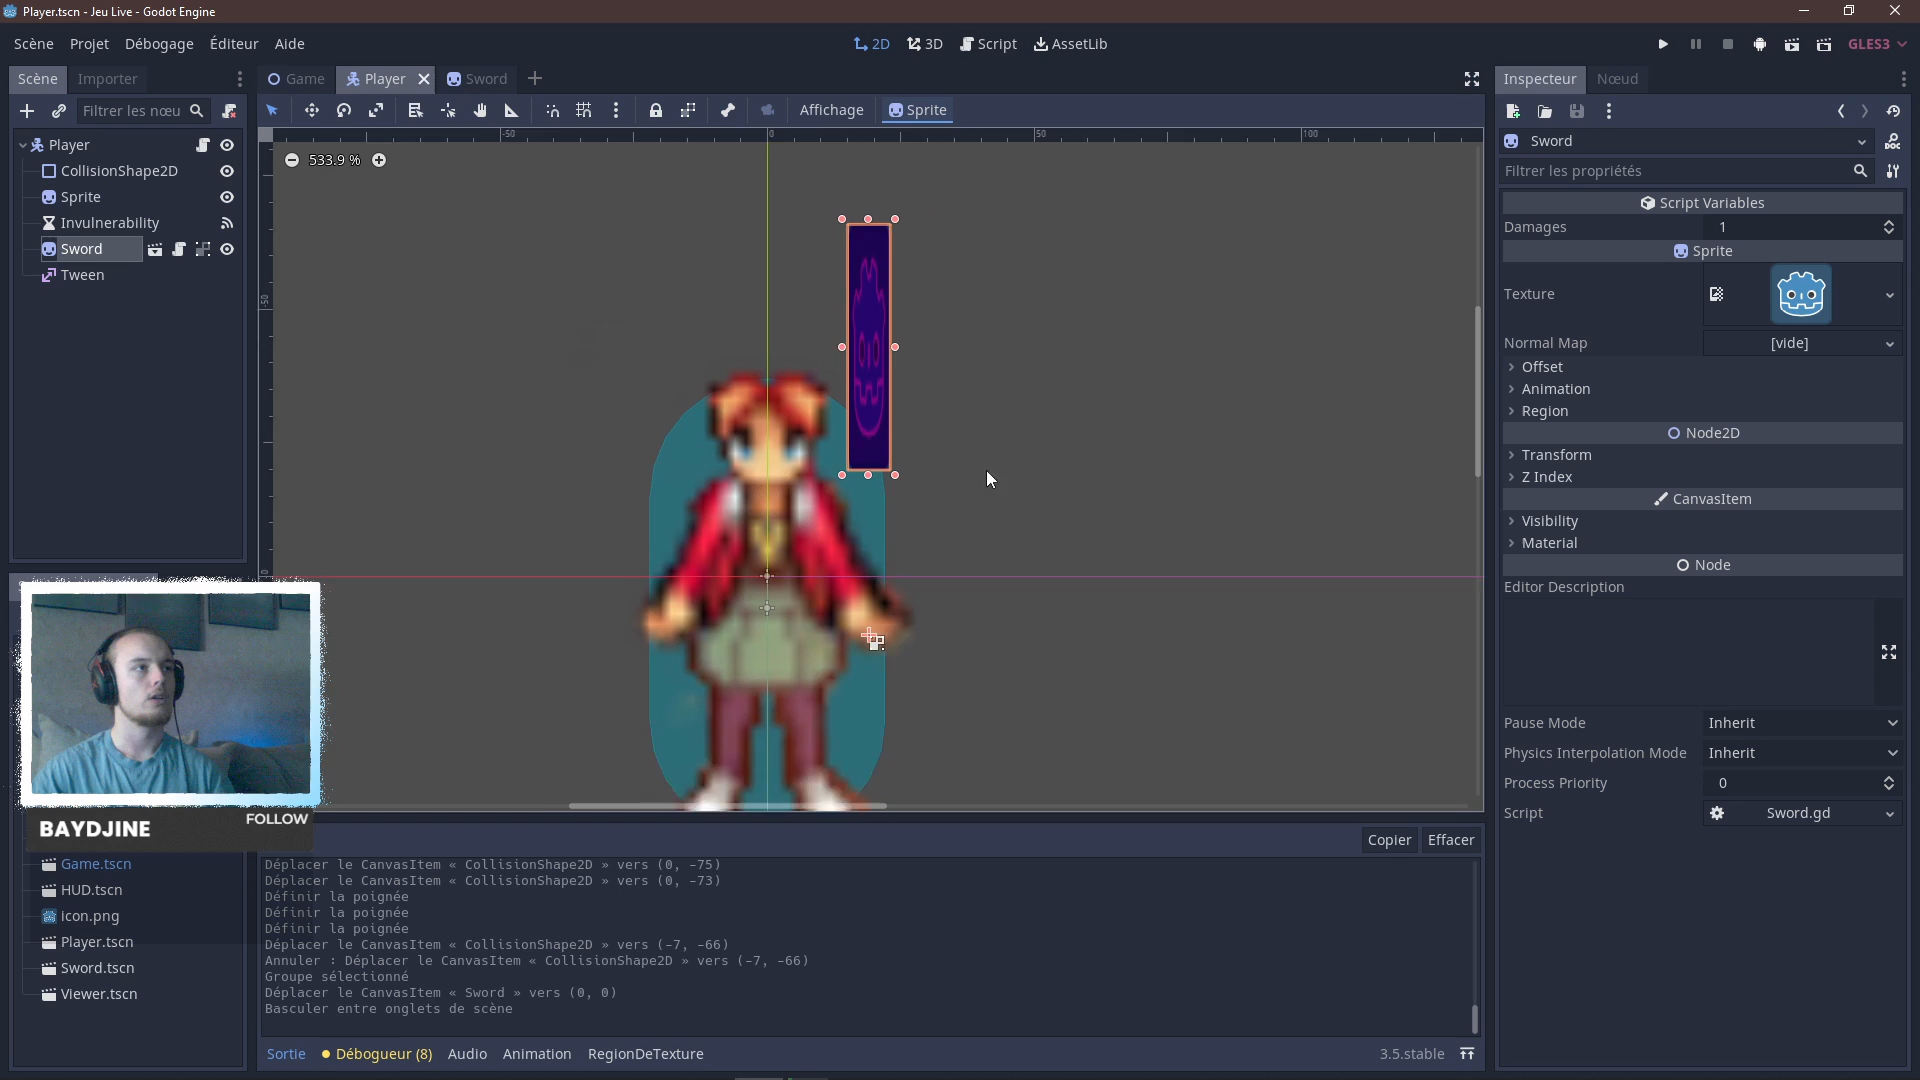 Player.tscn - Jeu Live - Godot Engine
Scène Projet Débogage Éditeur Aide
2D 3D Script AssetLib
GLES3
Scène Importer
Game Player Sword
Inspecteur Nœud
Filtrer les nœu
Affichage Sprite
-50 0 50 100
533.9 %
-50
0
Player
CollisionShape2D
Sprite
Invulnerability
Sword
Tween
Sword
Filtrer les propriétés
Script Variables
Damages 1
Sprite
Texture
Normal Map [vide]
Offset
Animation
Region
Node2D
Transform
Z Index
CanvasItem
Visibility
Material
Node
Editor Description
Pause Mode Inherit
Physics Interpolation Mode Inherit
Process Priority 0
Script Sword.gd
BAYDJINE FOLLOW
Game.tscn
HUD.tscn
icon.png
Player.tscn
Sword.tscn
Viewer.tscn
Copier Effacer
Déplacer le CanvasItem « CollisionShape2D » vers (0, -75)
Déplacer le CanvasItem « CollisionShape2D » vers (0, -73)
Définir la poignée
Définir la poignée
Définir la poignée
Déplacer le CanvasItem « CollisionShape2D » vers (-7, -66)
Annuler : Déplacer le CanvasItem « CollisionShape2D » vers (-7, -66)
Groupe sélectionné
Déplacer le CanvasItem « Sword » vers (0, 0)
Basculer entre onglets de scène
Sortie Débogueur (8) Audio Animation RegionDeTexture
3.5.stable